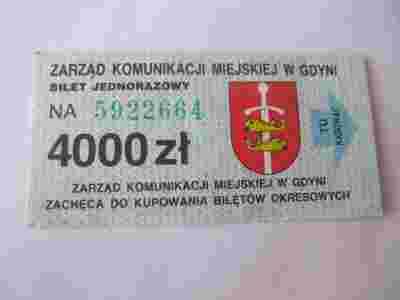 ZARZĄD KOMUNIKACJI MIEJSKIEJ W GDYNI
BILET JEDNORAZOWY
NA 5922664
4000 zł
TU
KASOWAĆ
ZARZĄD KOMUNIKACJI MIEJSKIEJ W GDYNI
ZACHĘCA DO KUPOWANIA BILETÓW OKRESOWYCH